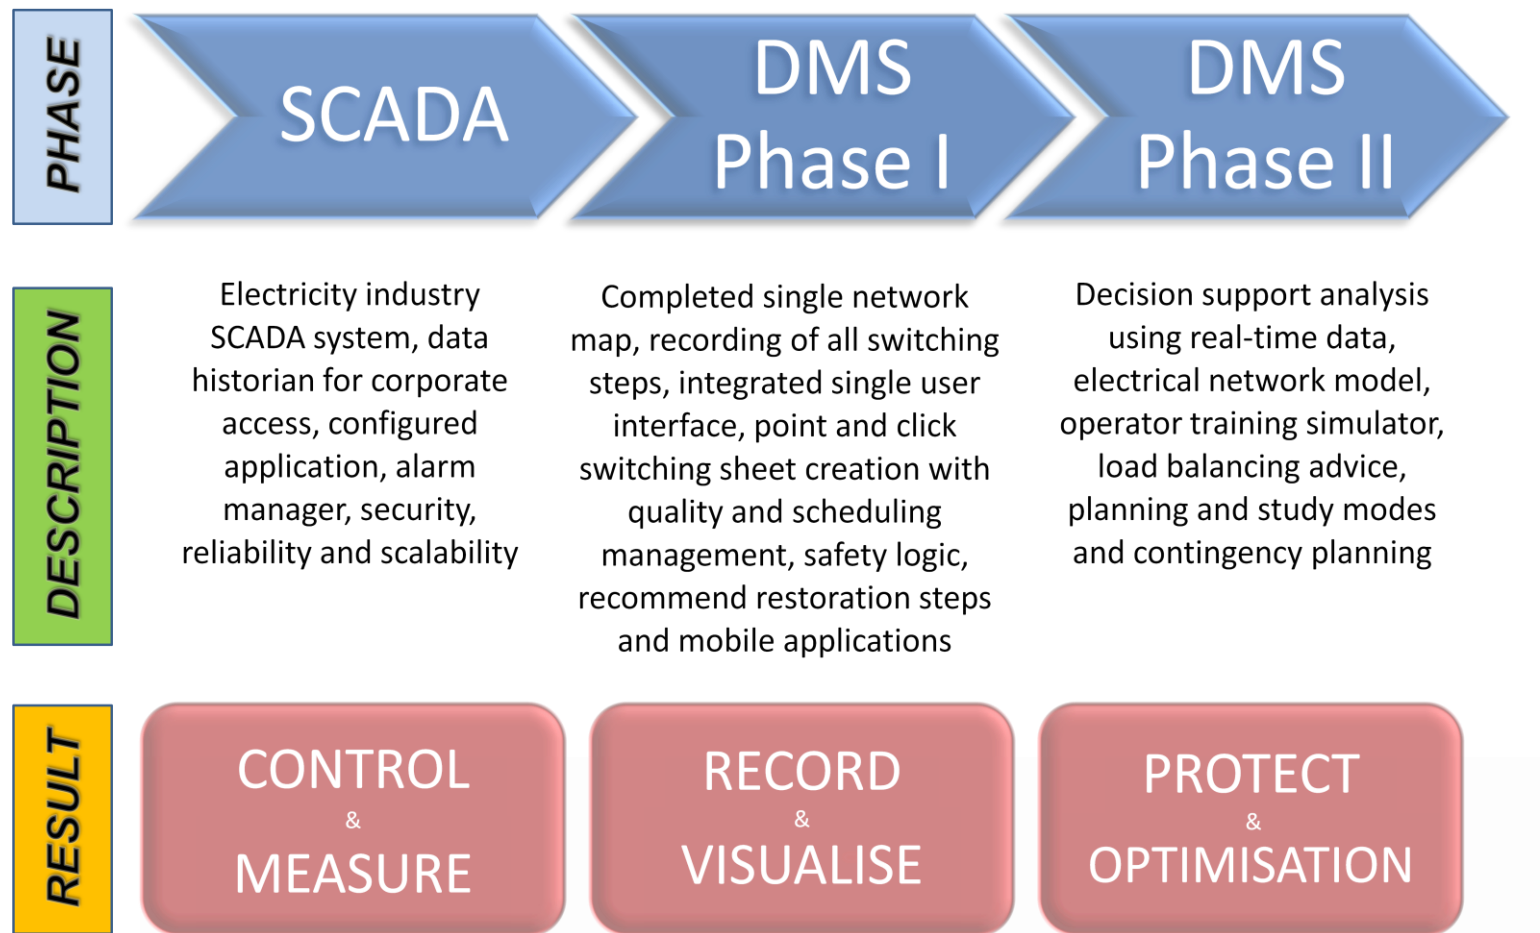 PHASE
SCADA
DMS
Phase I
DMS
Phase II
DESCRIPTION
Electricity industry
SCADA system, data
historian for corporate
access, configured
application, alarm
manager, security,
reliability and scalability
Completed single network
map, recording of all switching
steps, integrated single user
interface, point and click
switching sheet creation with
quality and scheduling
management, safety logic,
recommend restoration steps
and mobile applications
Decision support analysis
using real-time data,
electrical network model,
operator training simulator,
load balancing advice,
planning and study modes
and contingency planning
RESULT
CONTROL
&
MEASURE
RECORD
&
VISUALISE
PROTECT
&
OPTIMISATION